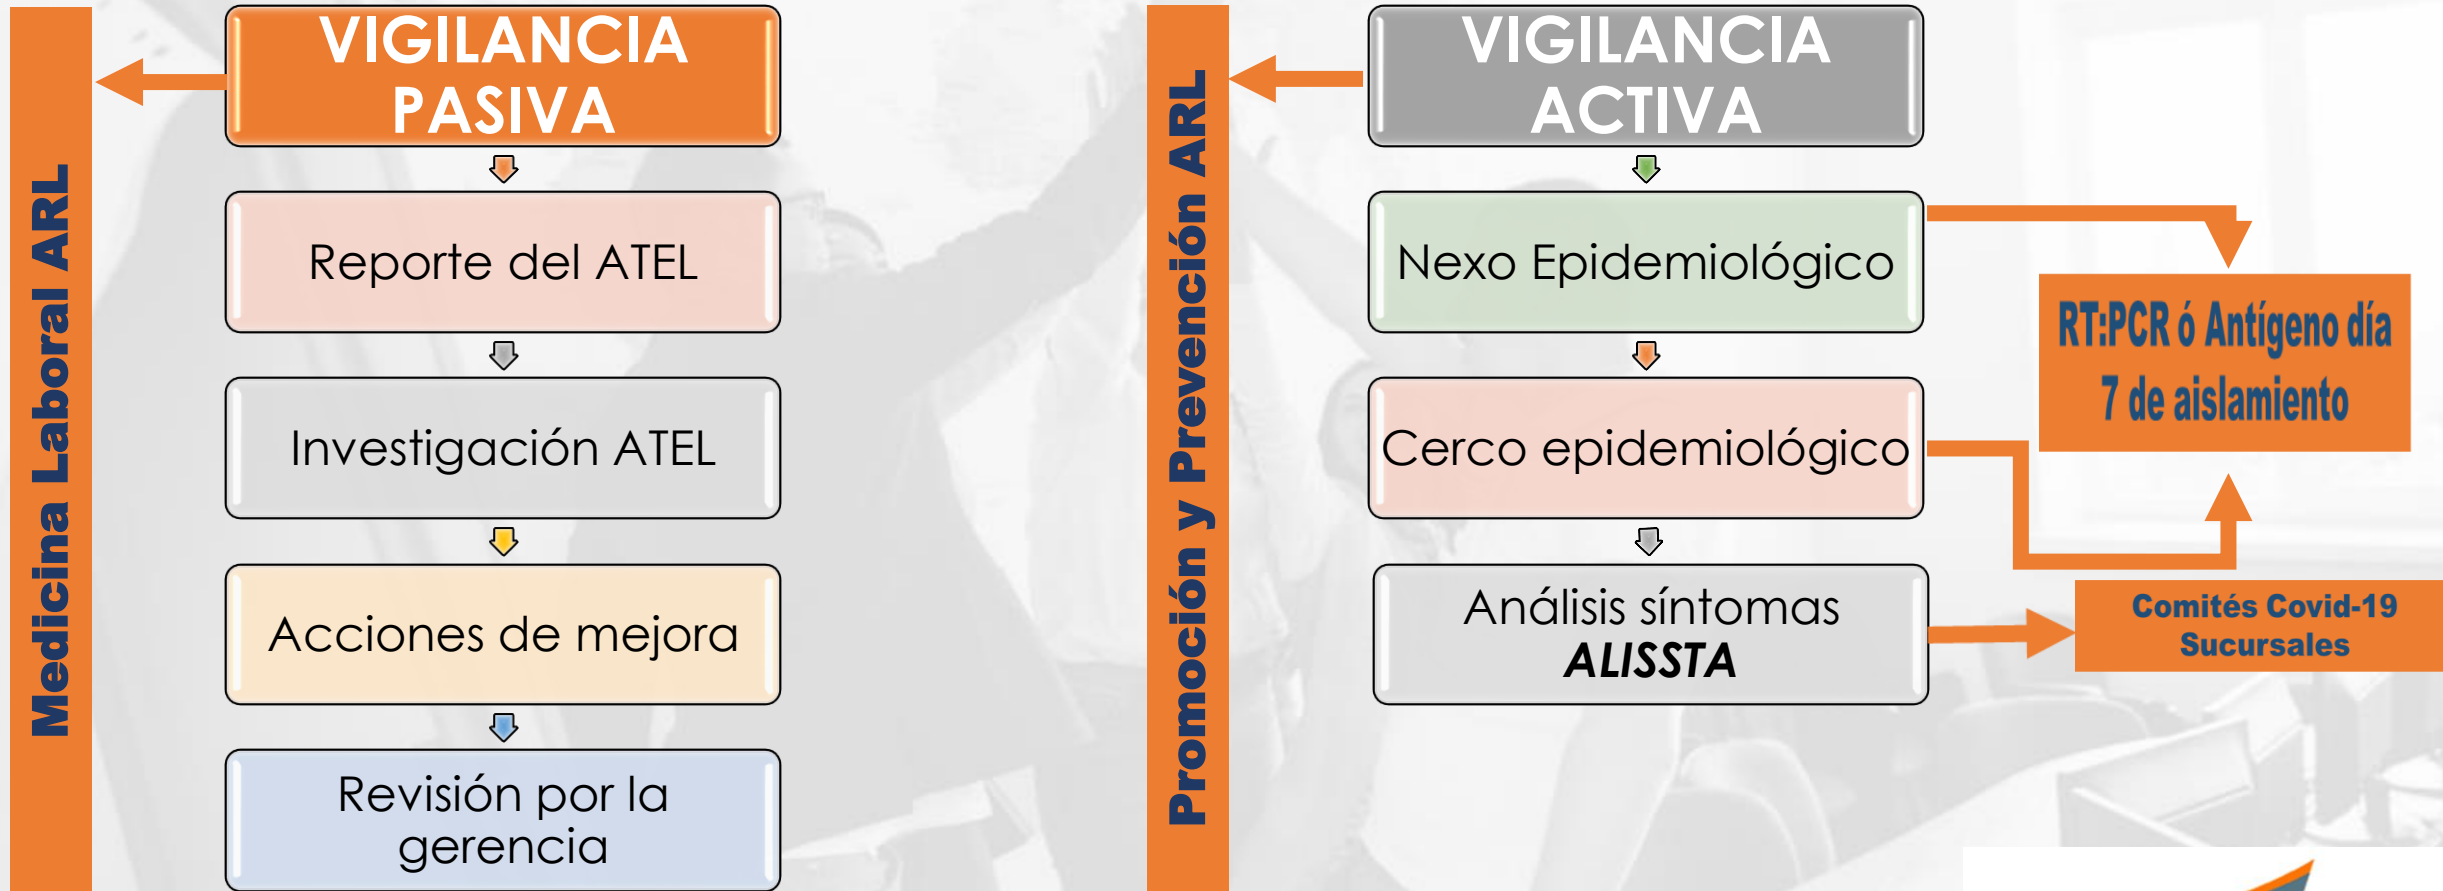 Medicina Laboral ARL
VIGILANCIA
PASIVA
Reporte del ATEL
Investigación ATEL
Acciones de mejora
Revisión por la
gerencia
Promoción y Prevención ARL
VIGILANCIA
ACTIVA
Nexo Epidemiológico
Cerco epidemiológico
Análisis síntomas
ALISSTA
RT:PCR ó Antígeno día
7 de aislamiento
Comités Covid-19
Sucursales